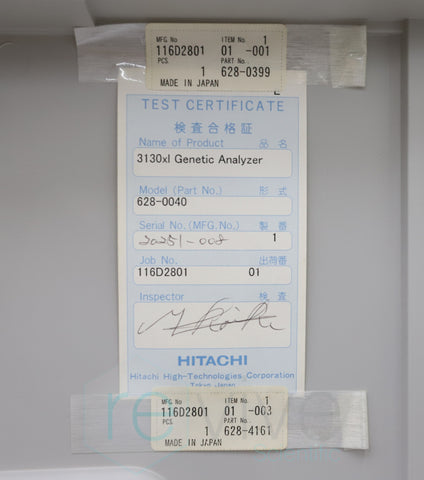 MFG No ITEM No. 1
116D2801 01 -001
PCS. PART No.
1 628-0399
MADE IN JAPAN
TEST CERTIFICATE
検査合格証
Name of Product 品名
3130xl Genetic Analyzer
Model (Part No.) 形式
628-0040
Serial No. (MFG.No.) 製番
20251-008 1
Job No. 出荷番
116D2801 01
Inspector 検査
HITACHI
Hitachi High-Technologies Corporation
Tokyo Japan
MFG No ITEM No. 1
116D2801 01 -003
PCS. PART No.
1 628-4161
MADE IN JAPAN
revive